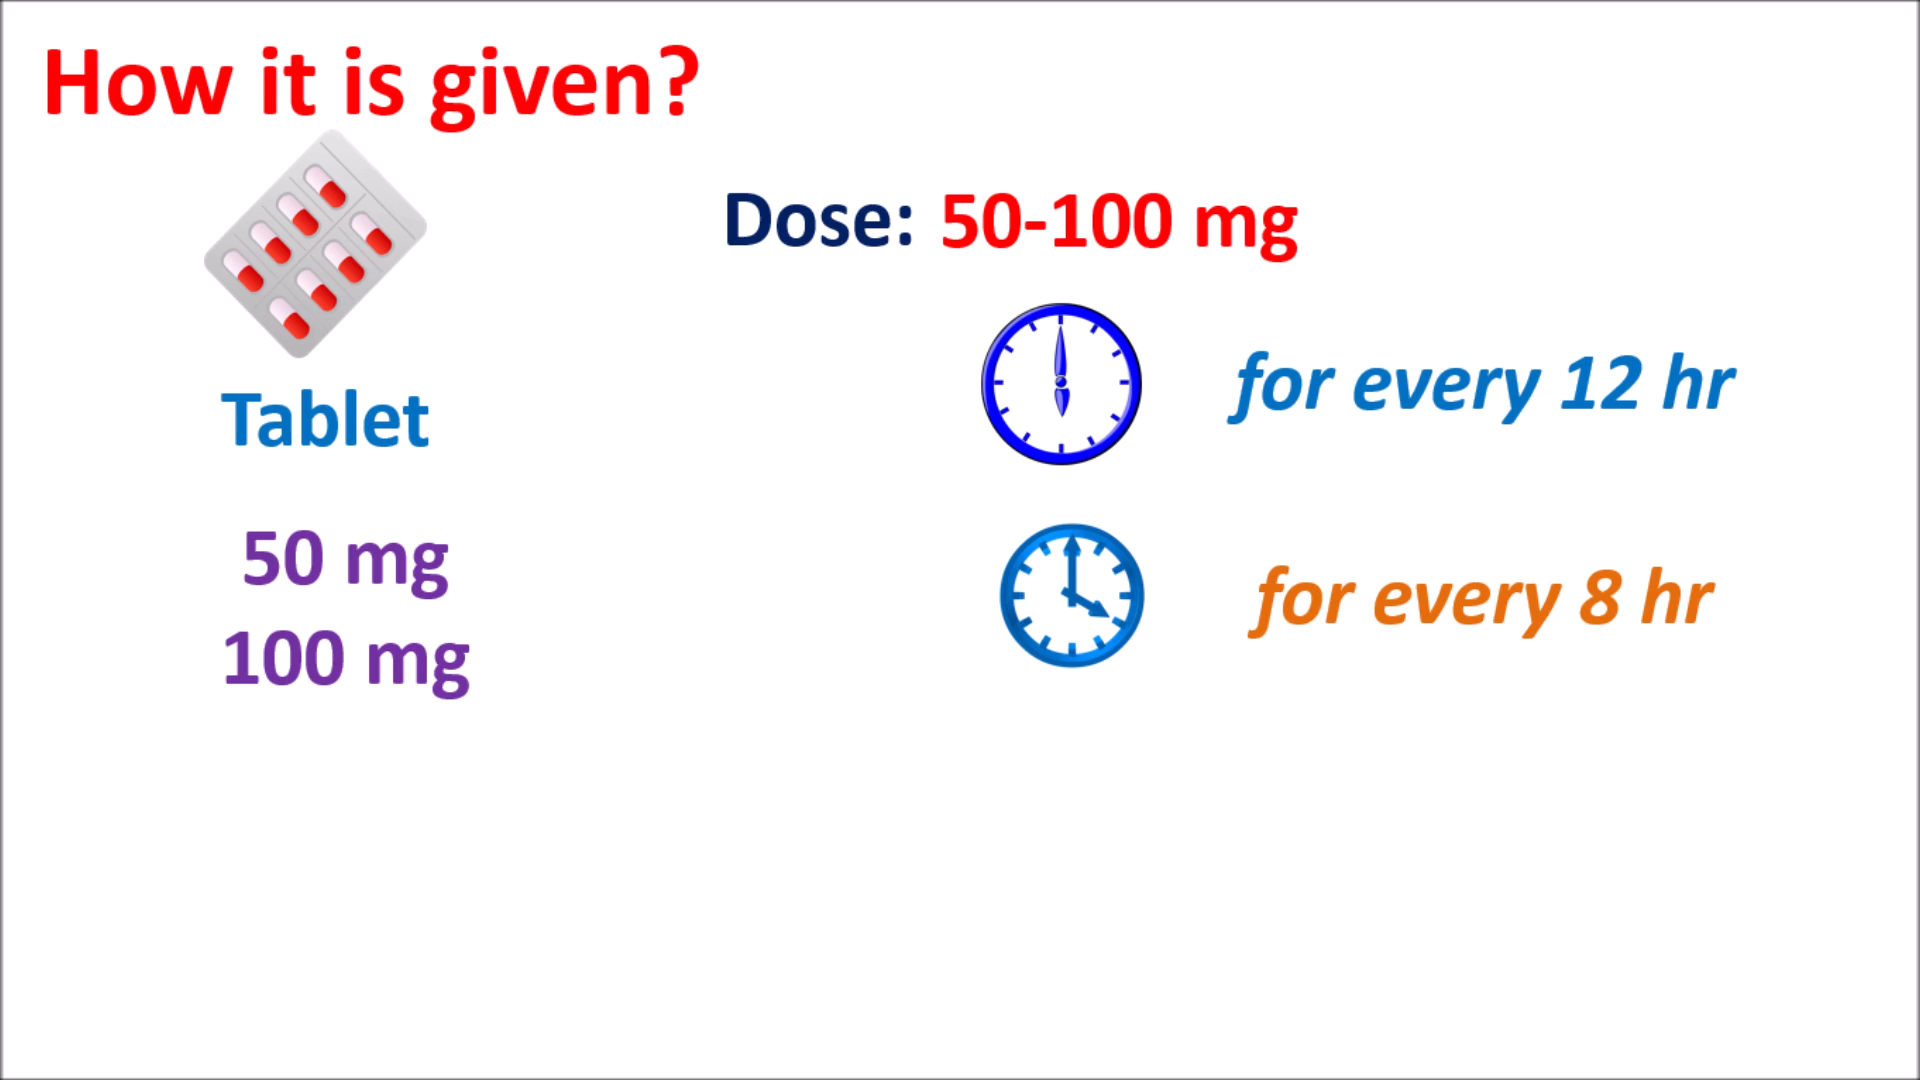 How it is given?
Dose: 50-100 mg
for every 12 hr
Tablet
50 mg
for every 8 hr
100 mg